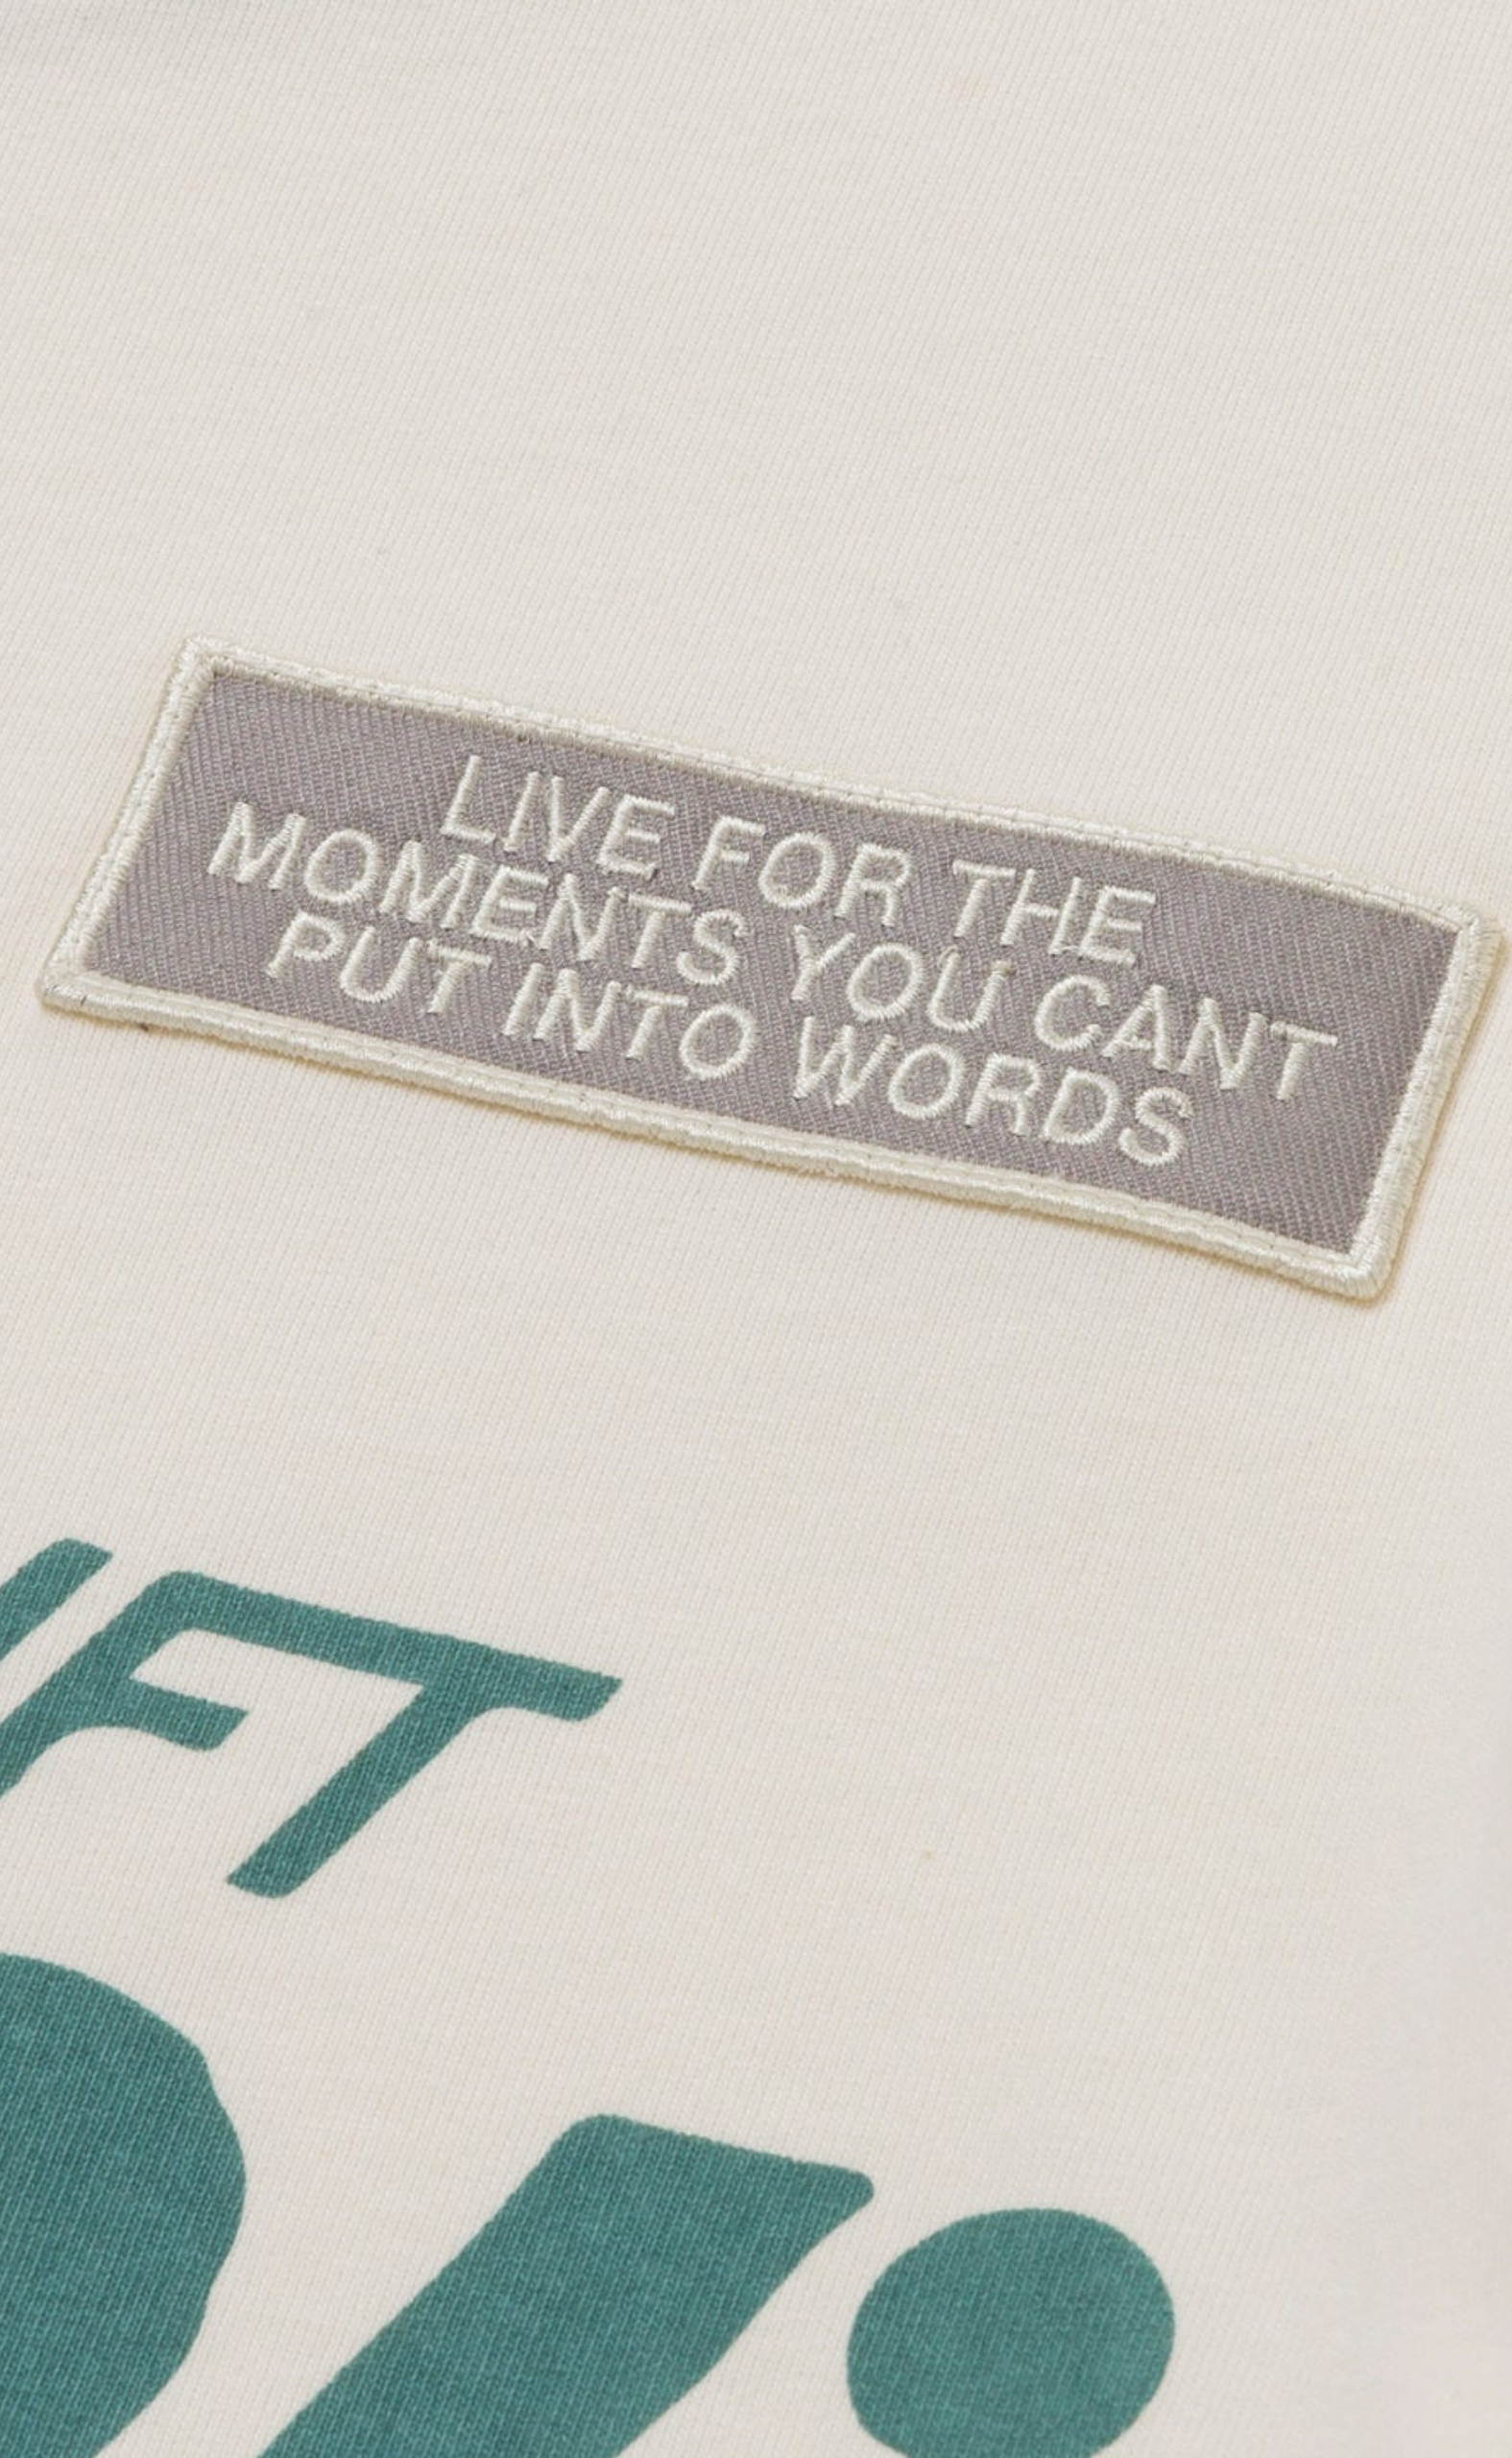 LIVE FOR THE
MOMENTS YOU CANT
PUT INTO WORDS